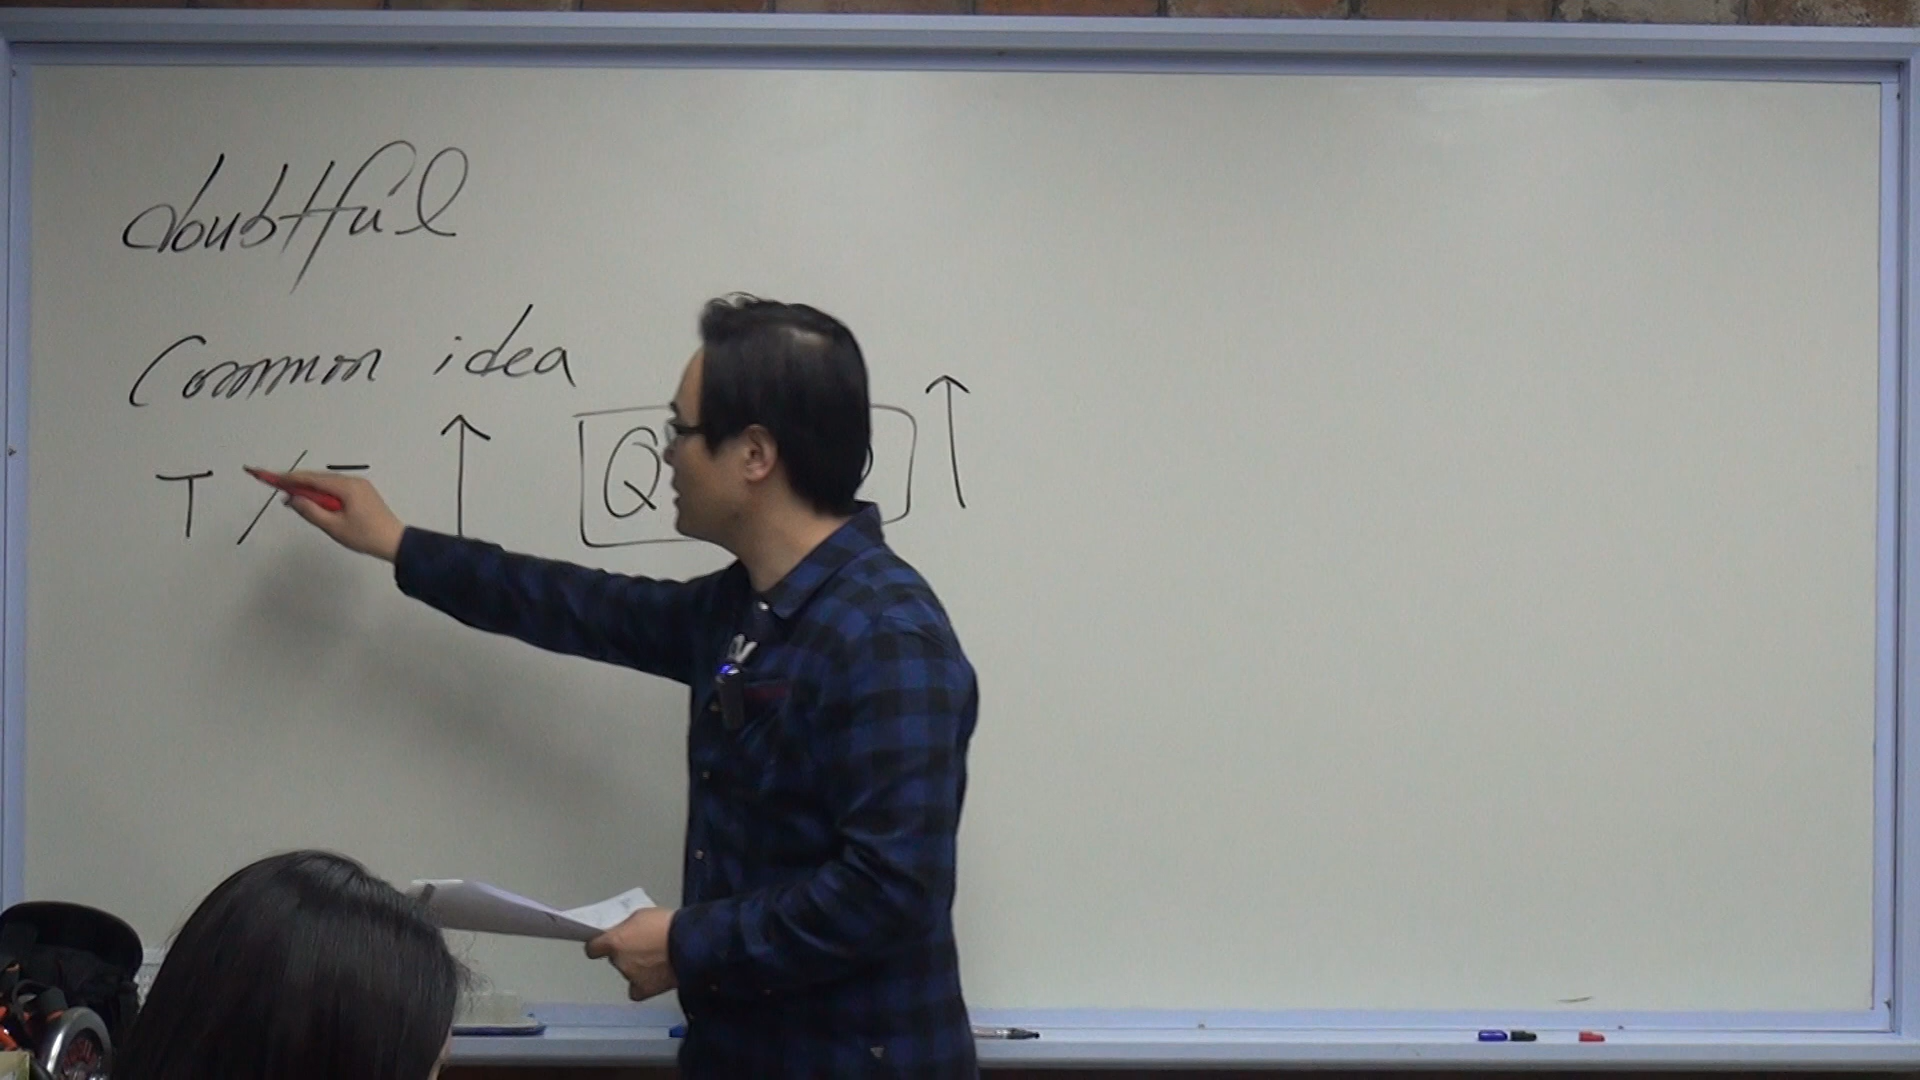 doubtful
Common idea
T / ↑ Q ↑